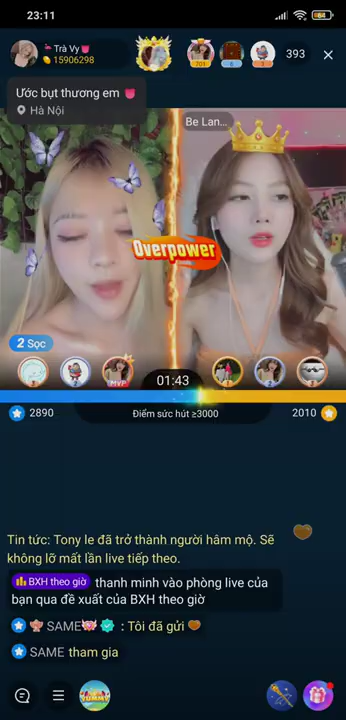 23:11
64
Trà Vy
15906298
701
6
3
393
Ước bụt thương em
Hà Nội
Be Lan...
Overpower
2 Sọc
MVP
01:43
2890
Điểm sức hút ≥3000
2010
Tin tức: Tony le đã trở thành người hâm mộ. Sẽ
không lỡ mất lần live tiếp theo.
BXH theo giờ thanh minh vào phòng live của
bạn qua đề xuất của BXH theo giờ
SAME : Tôi đã gửi
SAME tham gia